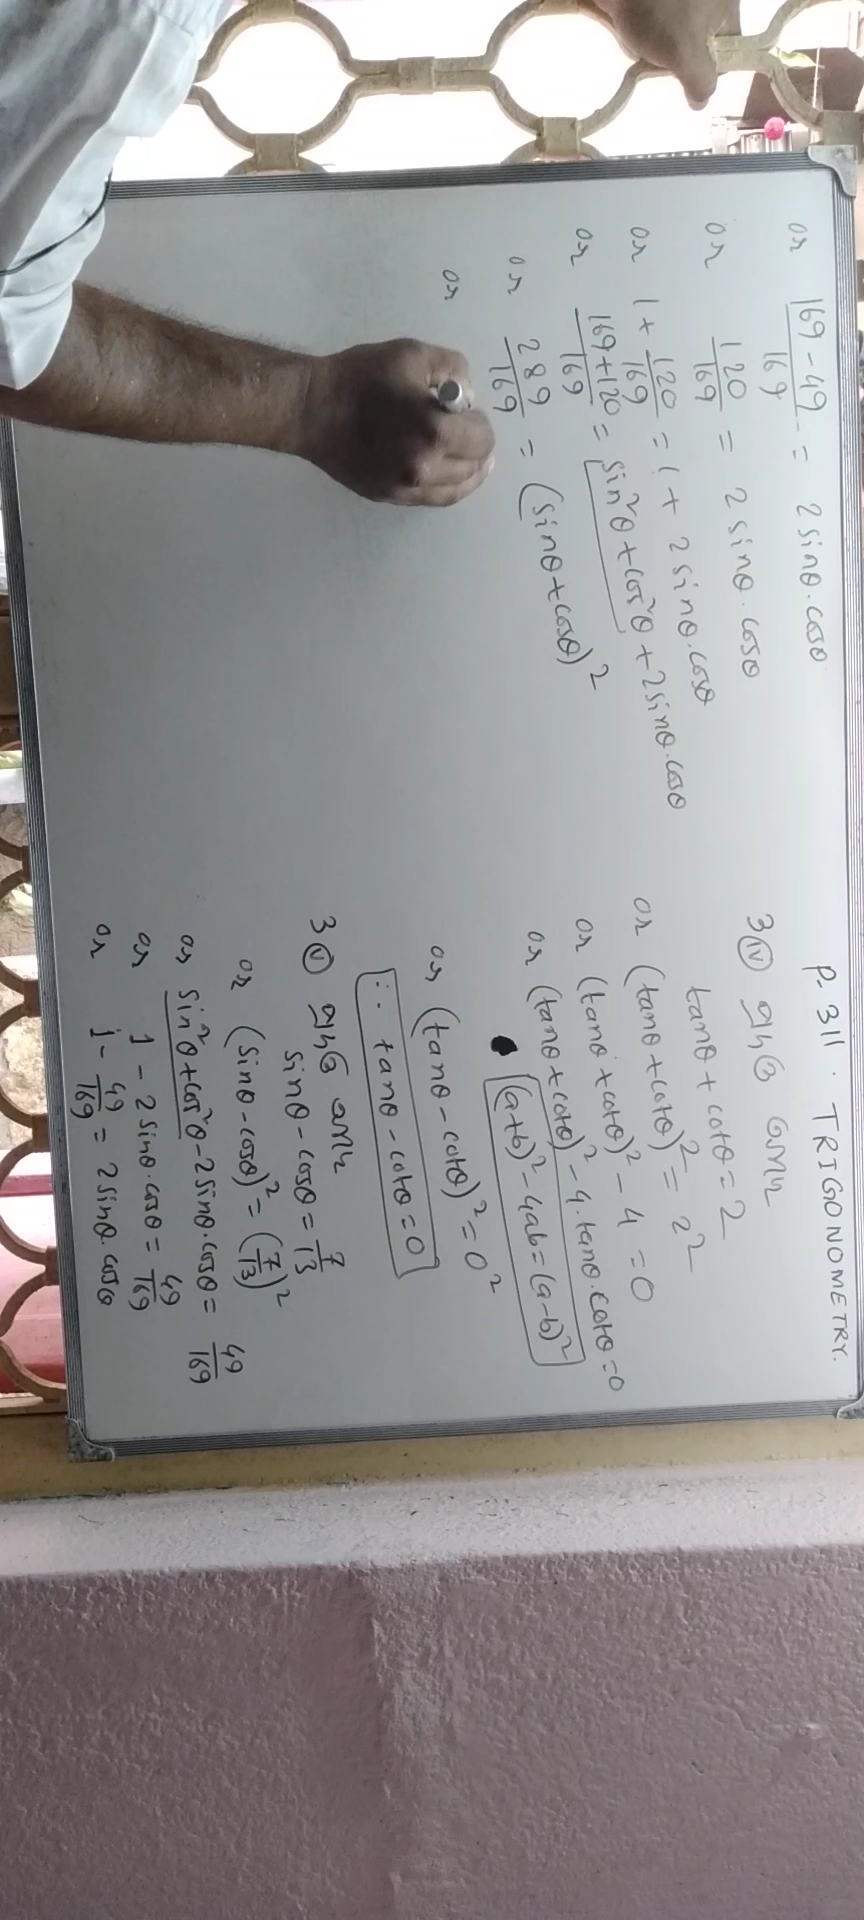 P-311. TRIGONOMETRY.
3 (iv)
tanθ + cotθ = 2
or (tanθ + cotθ)² = 2²
or (tanθ + cotθ)² - 4 = 0
or (tanθ + cotθ)² - 4.tanθ.cotθ = 0
(a+b)² - 4ab = (a-b)²
or (tanθ - cotθ)² = 0²
∴ tanθ - cotθ = 0
3 (v)
sinθ - cosθ = 7/13
or (sinθ - cosθ)² = (7/13)²
or sin²θ + cos²θ - 2sinθ.cosθ = 49/169
or 1 - 2sinθ.cosθ = 49/169
or 1 - 49/169 = 2sinθ.cosθ
or 169 - 49/169 = 2sinθ.cosθ
or 120/169 = 2sinθ.cosθ
or 1 + 120/169 = 1 + 2sinθ.cosθ
or 169+120/169 = sin²θ + cos²θ + 2sinθ.cosθ
or 289/169 = (sinθ + cosθ)²
or